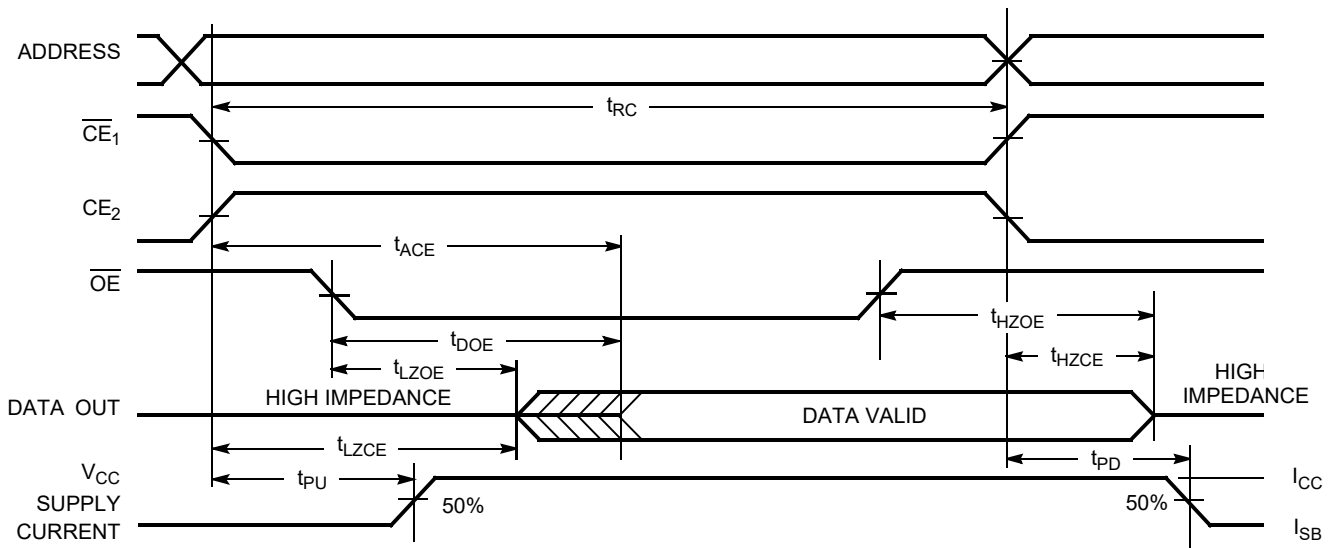 ADDRESS
tRC
CE1
CE2
tACE
OE
tHZOE
tDOE
tHZCE
tLZOE
HIGH IMPEDANCE
HIGH
IMPEDANCE
DATA OUT
DATA VALID
tLZCE
tPD
VCC
SUPPLY
CURRENT
tPU
50%
50%
ICC
ISB